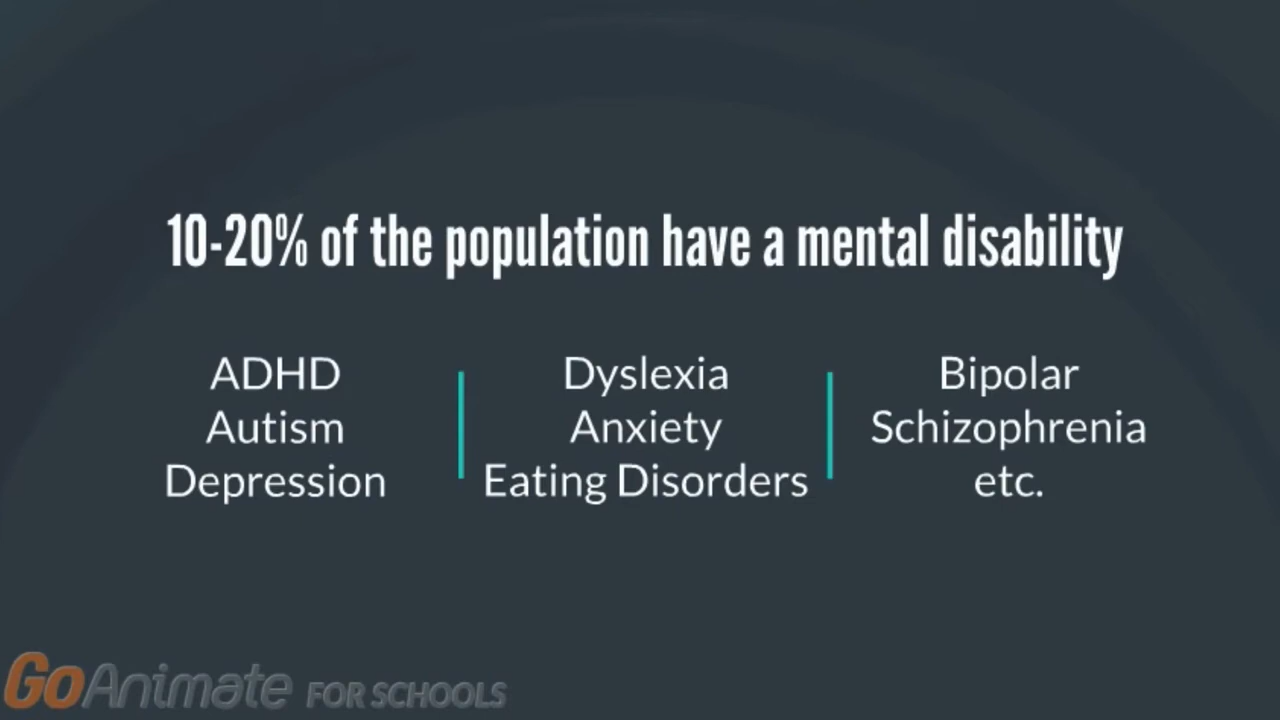 10-20% of the population have a mental disability
ADHD
Autism
Depression
Dyslexia
Anxiety
Eating Disorders
Bipolar
Schizophrenia
etc.
GoAnimate FOR SCHOOLS